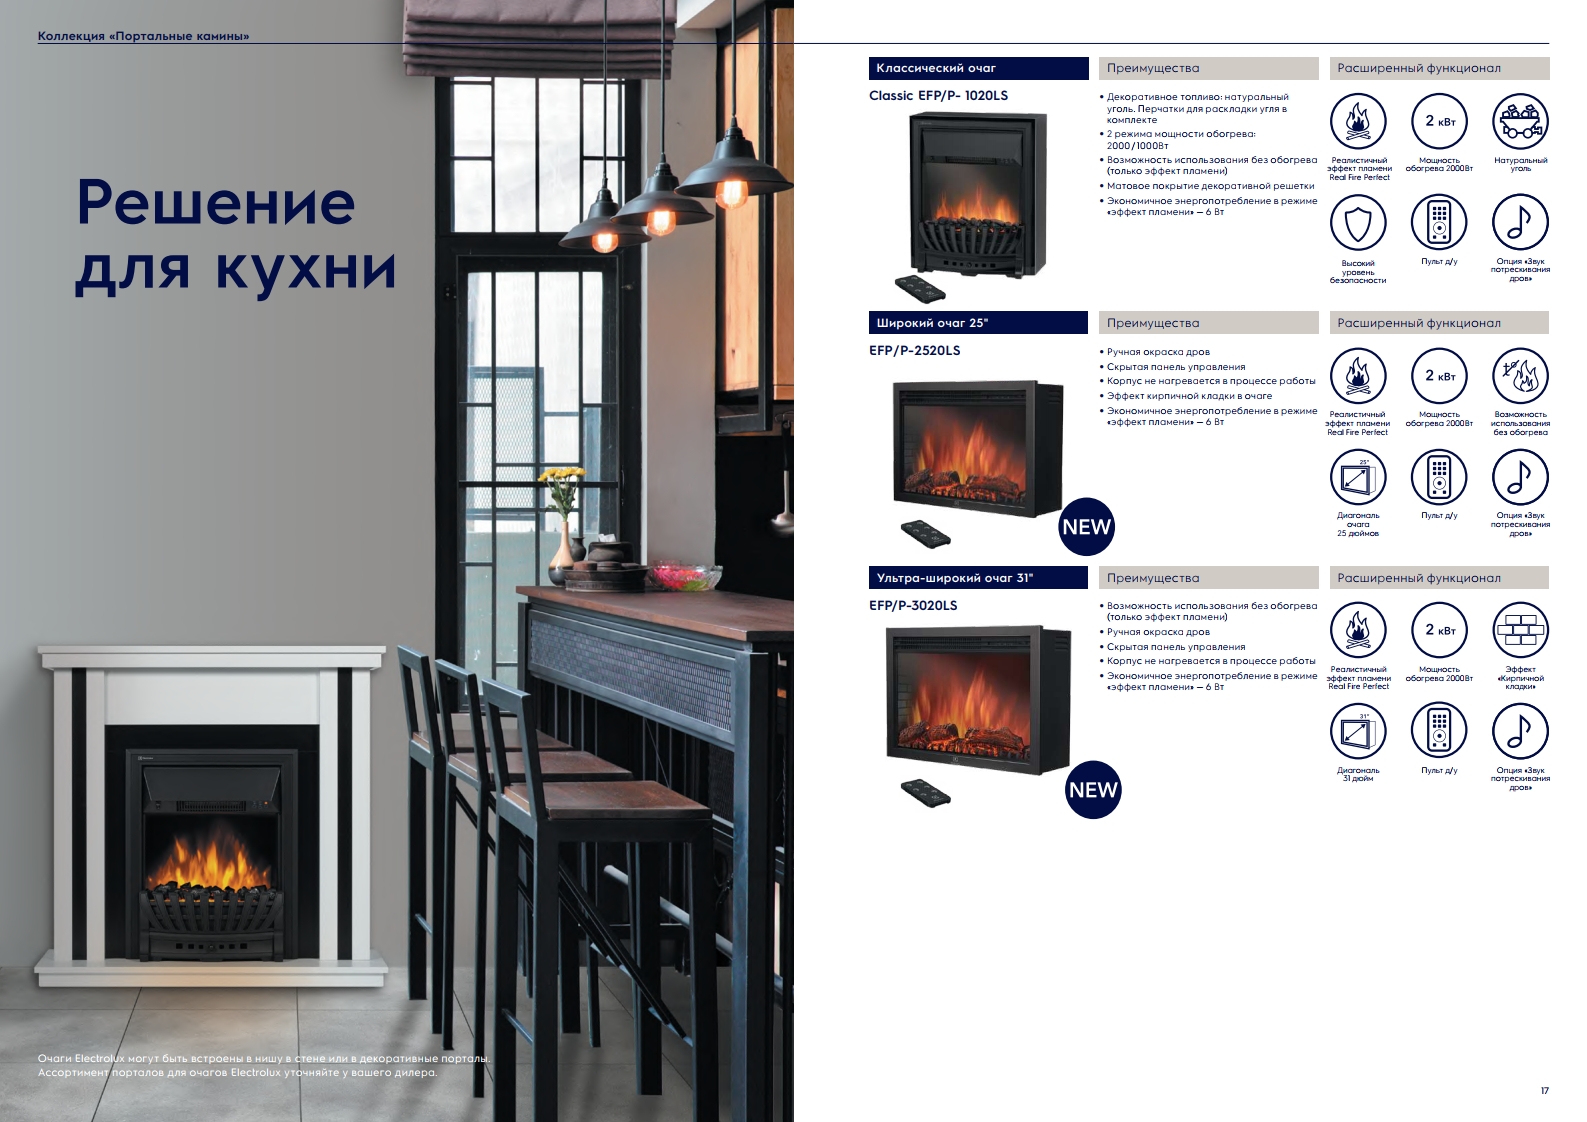 Коллекция «Портальные камины»
Решение
для кухни
Очаги Electrolux могут быть встроены в нишу в стене или в декоративные порталы.
Ассортимент порталов для очагов Electrolux уточняйте у вашего дилера.
Классический очаг
Classic EFP/P- 1020LS
Преимущества
• Декоративное топливо: натуральный
уголь. Перчатки для раскладки угля в
комплекте
• 2 режима мощности обогрева:
2000/1000Вт
• Возможность использования без обогрева
(только эффект пламени)
• Матовое покрытие декоративной решетки
• Экономичное энергопотребление в режиме
«эффект пламени» – 6 Вт
Расширенный функционал
2 кВт
Реалистичный
эффект пламени
Real Fire Perfect
Мощность
обогрева 2000Вт
Натуральный
уголь
Высокий
уровень
безопасности
Пульт д/у
Опция «Звук
потрескивания
дров»
Широкий очаг 25"
EFP/P-2520LS
NEW
Преимущества
• Ручная окраска дров
• Скрытая панель управления
• Корпус не нагревается в процессе работы
• Эффект кирпичной кладки в очаге
• Экономичное энергопотребление в режиме
«эффект пламени» – 6 Вт
Расширенный функционал
2 кВт
t°
Реалистичный
эффект пламени
Real Fire Perfect
Мощность
обогрева 2000Вт
Возможность
использования
без обогрева
25"
Диагональ
очага
25 дюймов
Пульт д/у
Опция «Звук
потрескивания
дров»
Ультра-широкий очаг 31"
EFP/P-3020LS
NEW
Преимущества
• Возможность использования без обогрева
(только эффект пламени)
• Ручная окраска дров
• Скрытая панель управления
• Корпус не нагревается в процессе работы
• Экономичное энергопотребление в режиме
«эффект пламени» – 6 Вт
Расширенный функционал
2 кВт
Реалистичный
эффект пламени
Real Fire Perfect
Мощность
обогрева 2000Вт
Эффект
«Кирпичной
кладки»
31"
Диагональ
31 дюйм
Пульт д/у
Опция «Звук
потрескивания
дров»
17